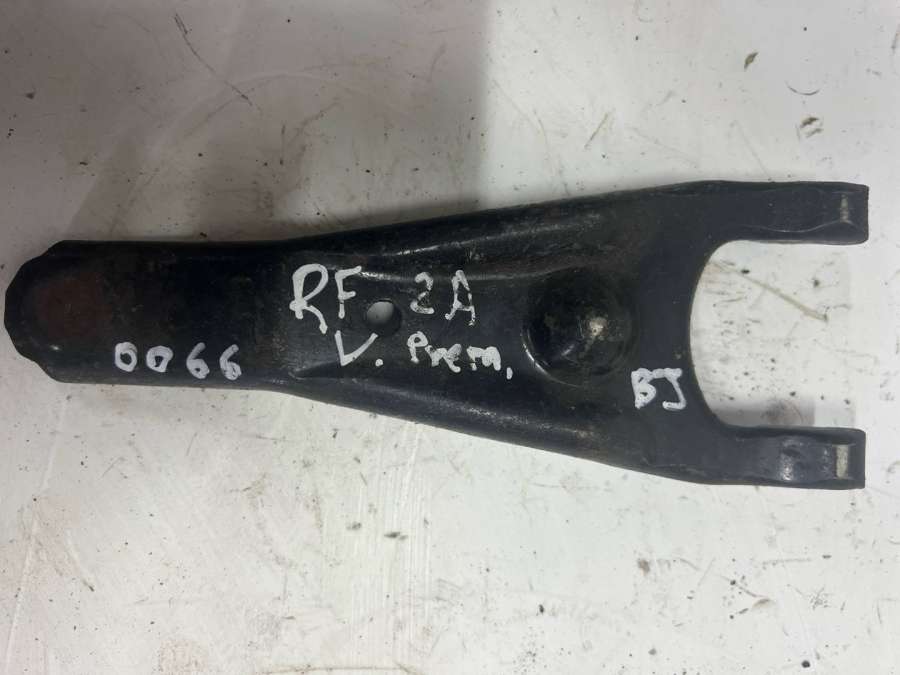 RF 2A
V. Prem,
0066
BJ